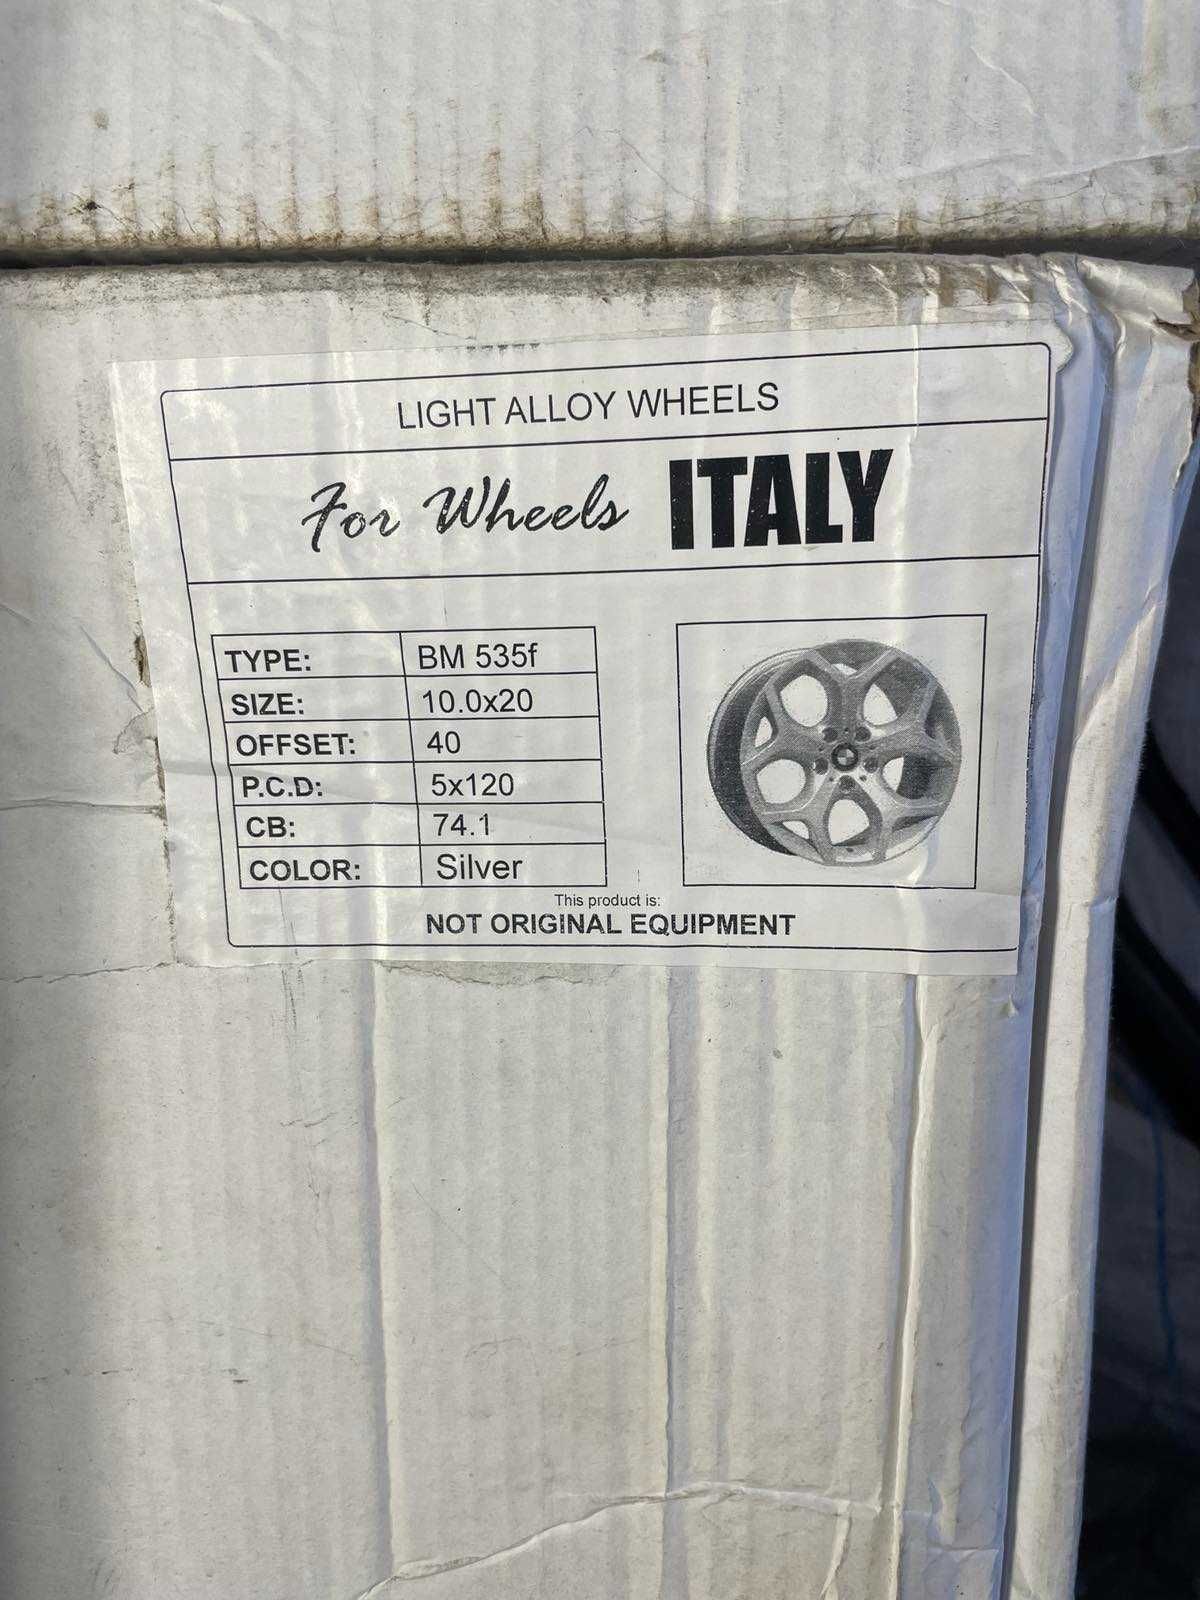 LIGHT ALLOY WHEELS
For Wheels ITALY
TYPE: BM 535f
SIZE: 10.0x20
OFFSET: 40
P.C.D: 5x120
CB: 74.1
COLOR: Silver
This product is:
NOT ORIGINAL EQUIPMENT